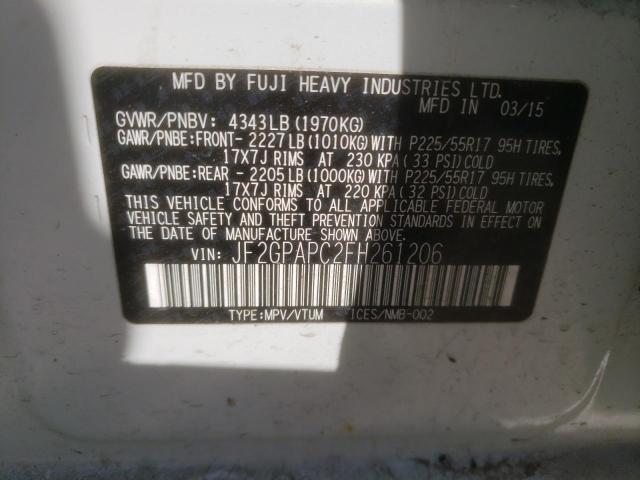 MFD BY FUJI HEAVY INDUSTRIES LTD.
MFD IN 03/15
GVWR/PNBV: 4343LB(1970KG)
GAWR/PNBE:FRONT- 2227LB(1010KG)WITH P225/55R17 95H TIRES,
17X7J RIMS AT 230 KPA(33 PSI)COLD
GAWR/PNBE:REAR - 2205LB(1000KG)WITH P225/55R17 95H TIRES,
17X7J RIMS AT 220 KPA(32 PSI)COLD
THIS VEHICLE CONFORMS TO ALL APPLICABLE FEDERAL MOTOR
VEHICLE SAFETY AND THEFT PREVENTION STANDARDS IN EFFECT ON
THE DATE OF MANUFACTURE SHOWN ABOVE.
VIN: JF2GPAPC2FH261206
TYPE:MPV/VTUM ICES/NMB-002